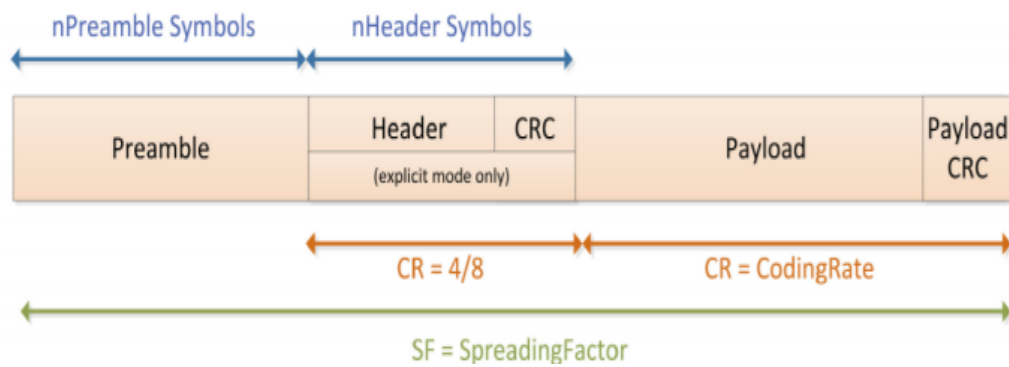 nPreamble Symbols
nHeader Symbols
Preamble
Header
CRC
(explicit mode only)
Payload
Payload
CRC
CR = 4/8
CR = CodingRate
SF = SpreadingFactor